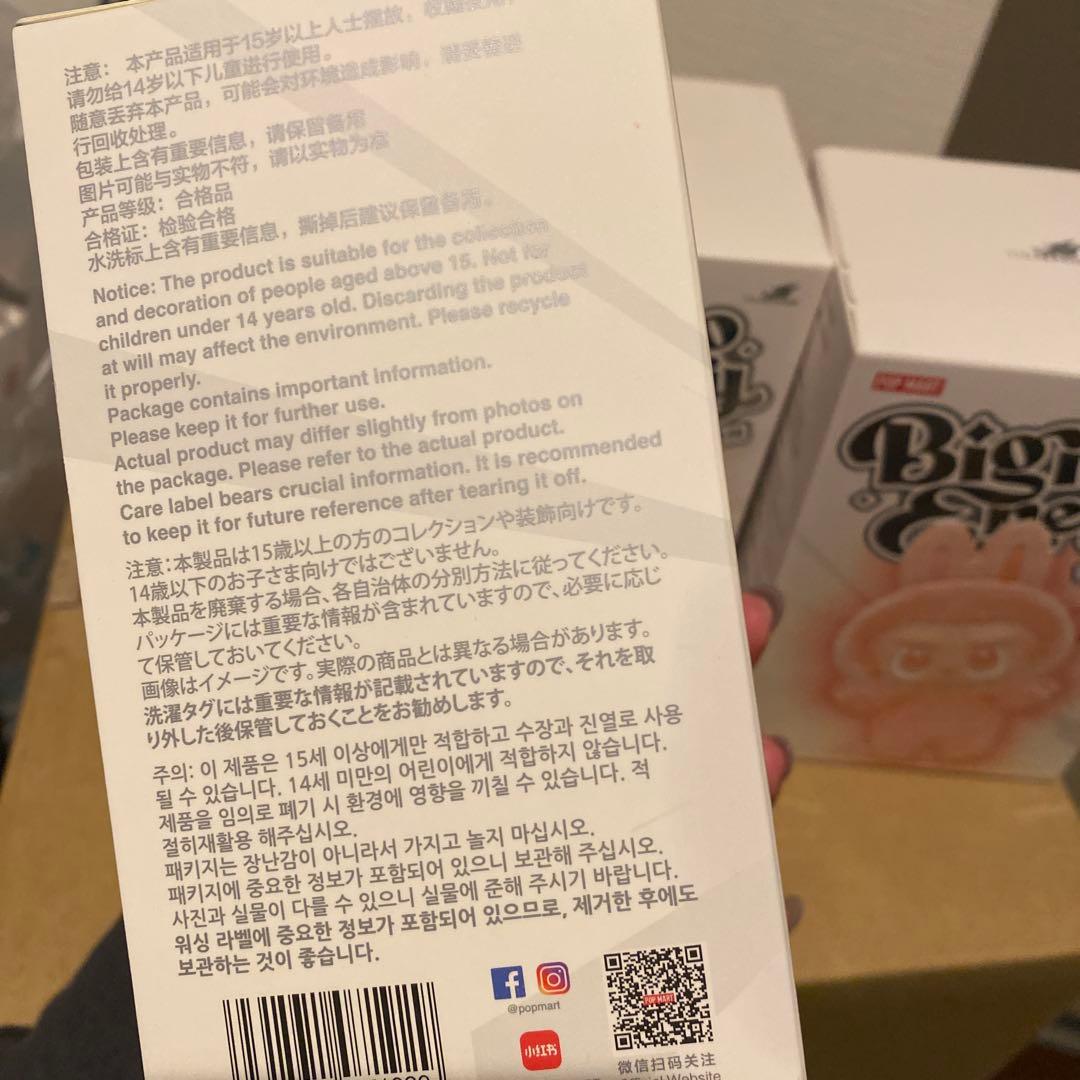 注意： 本产品适用于15岁以上人士摆放，收藏使用，
请勿给14岁以下儿童进行使用。
随意丢弃本产品，可能会对环境造成影响，需妥善进
行回收处理。
包装上含有重要信息，请保留备用
图片可能与实物不符，请以实物为准
产品等级：合格品
合格证：检验合格
水洗标上含有重要信息，撕掉后建议保留备用。
Notice: The product is suitable for the collection
and decoration of people aged above 15. Not for
children under 14 years old. Discarding the product
at will may affect the environment. Please recycle
it properly.
Package contains important information.
Please keep it for further use.
Actual product may differ slightly from photos on
the package. Please refer to the actual product.
Care label bears crucial information. It is recommended
to keep it for future reference after tearing it off.
注意：本製品は15歳以上の方のコレクションや装飾向けです。
14歳以下のお子さま向けではございません。
本製品を廃棄する場合、各自治体の分別方法に従ってください。
パッケージには重要な情報が含まれていますので、必要に応じ
て保管しておいてください。
画像はイメージです。実際の商品とは異なる場合があります。
洗濯タグには重要な情報が記載されていますので、それを取
り外した後保管しておくことをお勧めします。
주의: 이 제품은 15세 이상에게만 적합하고 수장과 진열로 사용
될 수 있습니다. 14세 미만의 어린이에게 적합하지 않습니다.
제품을 임의로 폐기 시 환경에 영향을 끼칠 수 있습니다. 적
절히재활용 해주십시오.
패키지는 장난감이 아니라서 가지고 놀지 마십시오.
패키지에 중요한 정보가 포함되어 있으니 보관해 주십시오.
사진과 실물이 다를 수 있으니 실물에 준해 주시기 바랍니다.
워싱 라벨에 중요한 정보가 포함되어 있으므로, 제거한 후에도
보관하는 것이 좋습니다.
@popmart
小红书
POP MART
微信扫码关注
Official Website
POP MART
Big